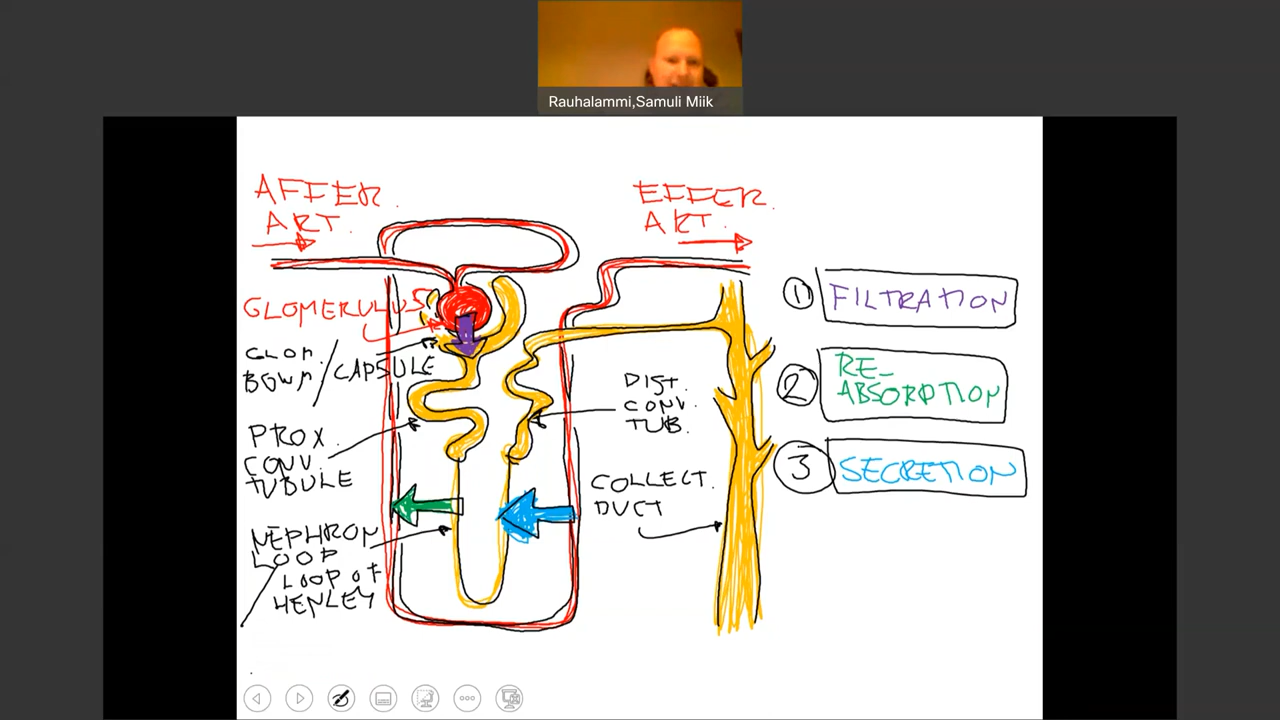 Rauhalammi,Samuli Miik
AFFER.
ART.
EFFER.
ART.
GLOMERULUS
GLOM.
BOWM / CAPSULE
PROX.
CONV.
TUBULE
NEPHRON
LOOP
/ LOOP OF
HENLEY
DIST.
CONV.
TUB.
COLLECT.
DUCT
1 FILTRATION
2 RE-
ABSORPTION
3 SECRETION